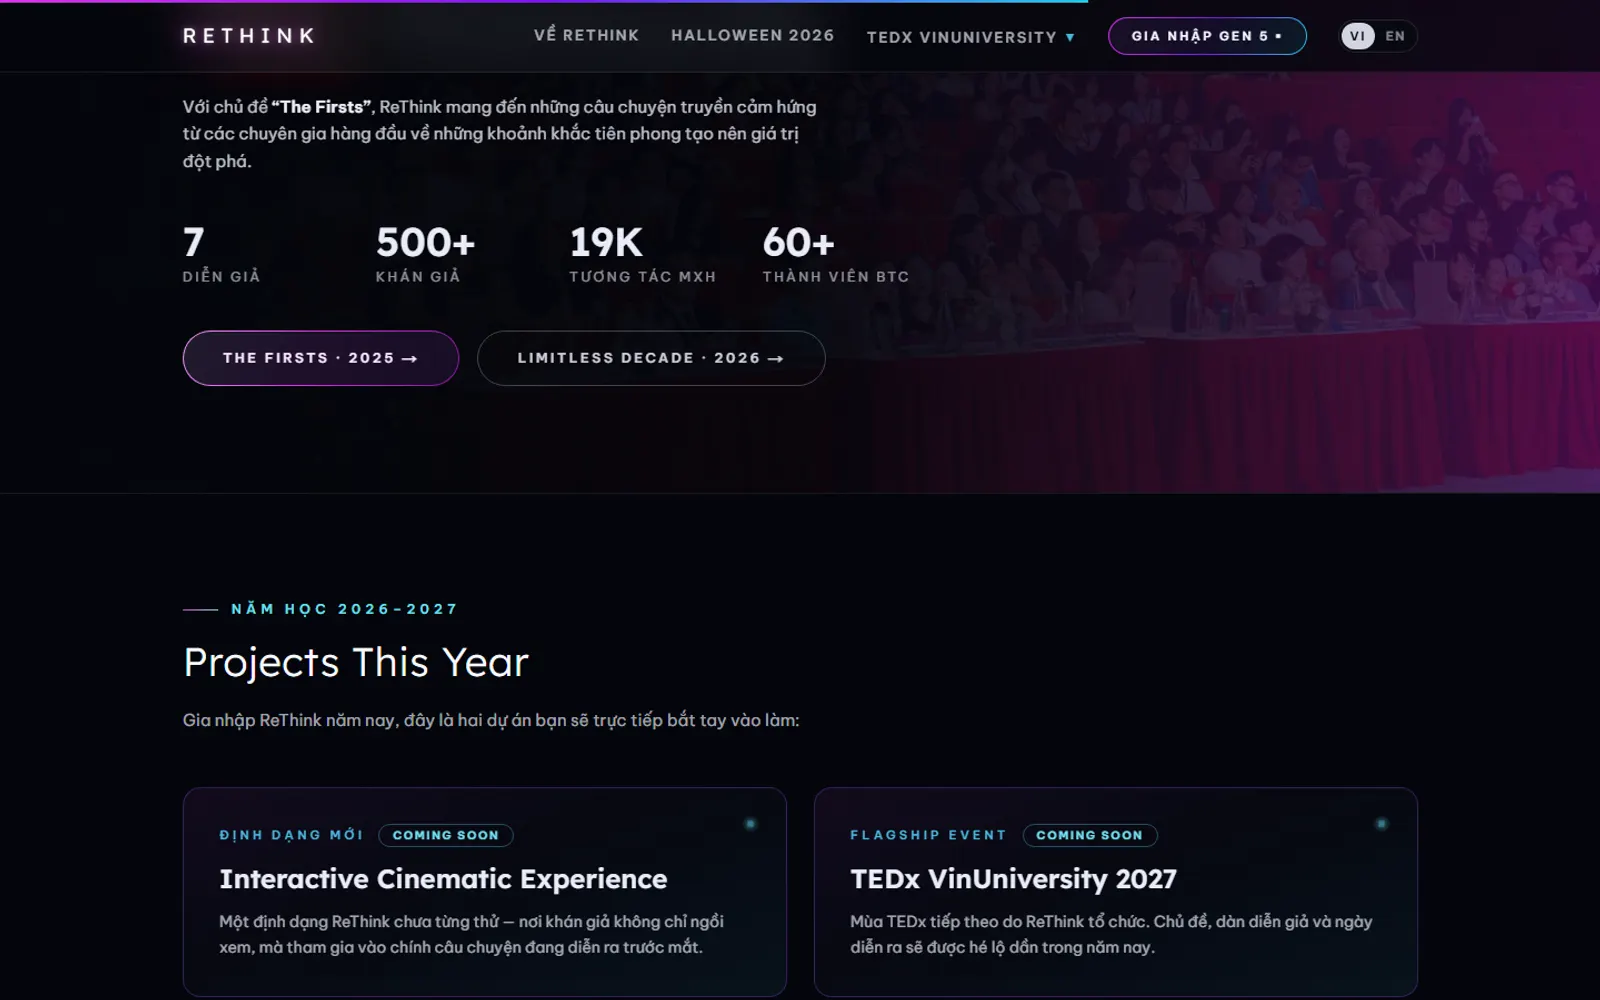 RETHINK
VỀ RETHINK
HALLOWEEN 2026
TEDX VINUNIVERSITY ▼
GIA NHẬP GEN 5
VI EN
Với chủ đề “The Firsts”, ReThink mang đến những câu chuyện truyền cảm hứng
từ các chuyên gia hàng đầu về những khoảnh khắc tiên phong tạo nên giá trị
đột phá.
7
DIỄN GIẢ
500+
KHÁN GIẢ
19K
TƯƠNG TÁC MXH
60+
THÀNH VIÊN BTC
THE FIRSTS · 2025 →
LIMITLESS DECADE · 2026 →
NĂM HỌC 2026–2027
Projects This Year
Gia nhập ReThink năm nay, đây là hai dự án bạn sẽ trực tiếp bắt tay vào làm:
ĐỊNH DẠNG MỚI COMING SOON
Interactive Cinematic Experience
Một định dạng ReThink chưa từng thử — nơi khán giả không chỉ ngồi
xem, mà tham gia vào chính câu chuyện đang diễn ra trước mắt.
FLAGSHIP EVENT COMING SOON
TEDx VinUniversity 2027
Mùa TEDx tiếp theo do ReThink tổ chức. Chủ đề, dàn diễn giả và ngày
diễn ra sẽ được hé lộ dần trong năm nay.